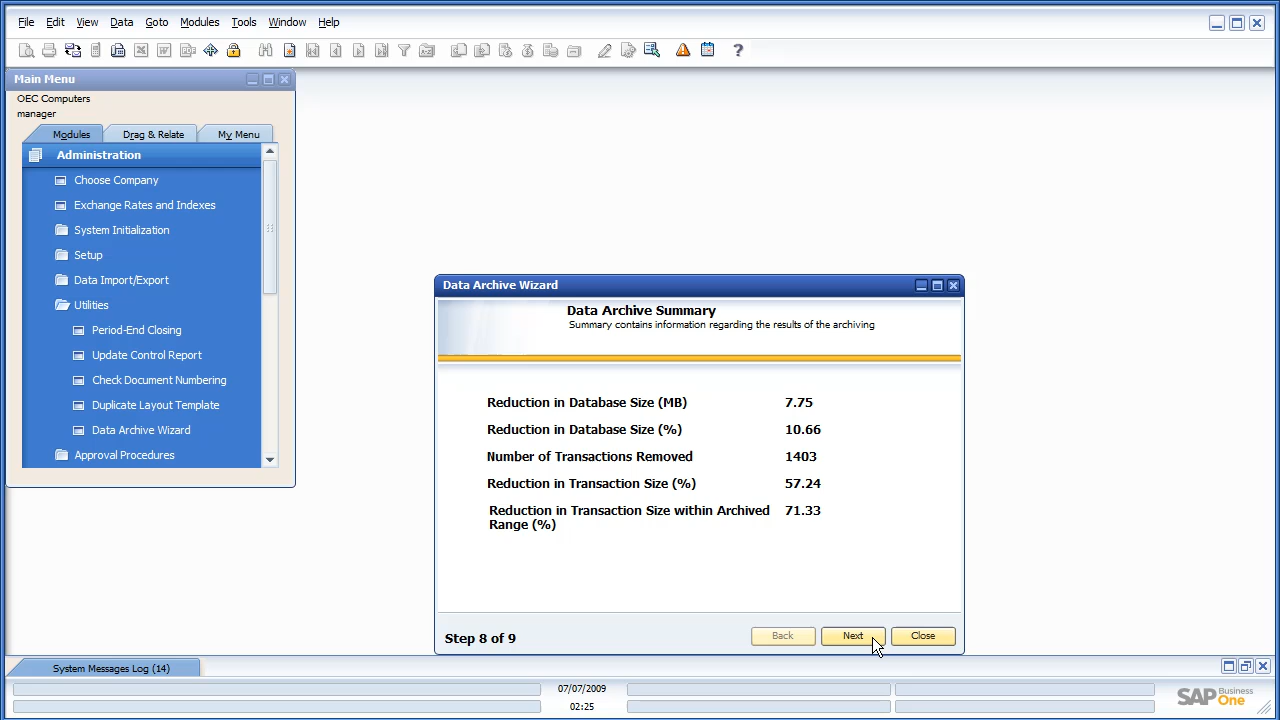 File Edit View Data Goto Modules Tools Window Help
Main Menu
OEC Computers
manager
Modules Drag & Relate My Menu
Administration
Choose Company
Exchange Rates and Indexes
System Initialization
Setup
Data Import/Export
Utilities
Period-End Closing
Update Control Report
Check Document Numbering
Duplicate Layout Template
Data Archive Wizard
Approval Procedures
Data Archive Wizard
Data Archive Summary
Summary contains information regarding the results of the archiving
Reduction in Database Size (MB) 7.75
Reduction in Database Size (%) 10.66
Number of Transactions Removed 1403
Reduction in Transaction Size (%) 57.24
Reduction in Transaction Size within Archived 71.33
Range (%)
Step 8 of 9
Back Next Close
System Messages Log (14)
07/07/2009
02:25
SAP Business One